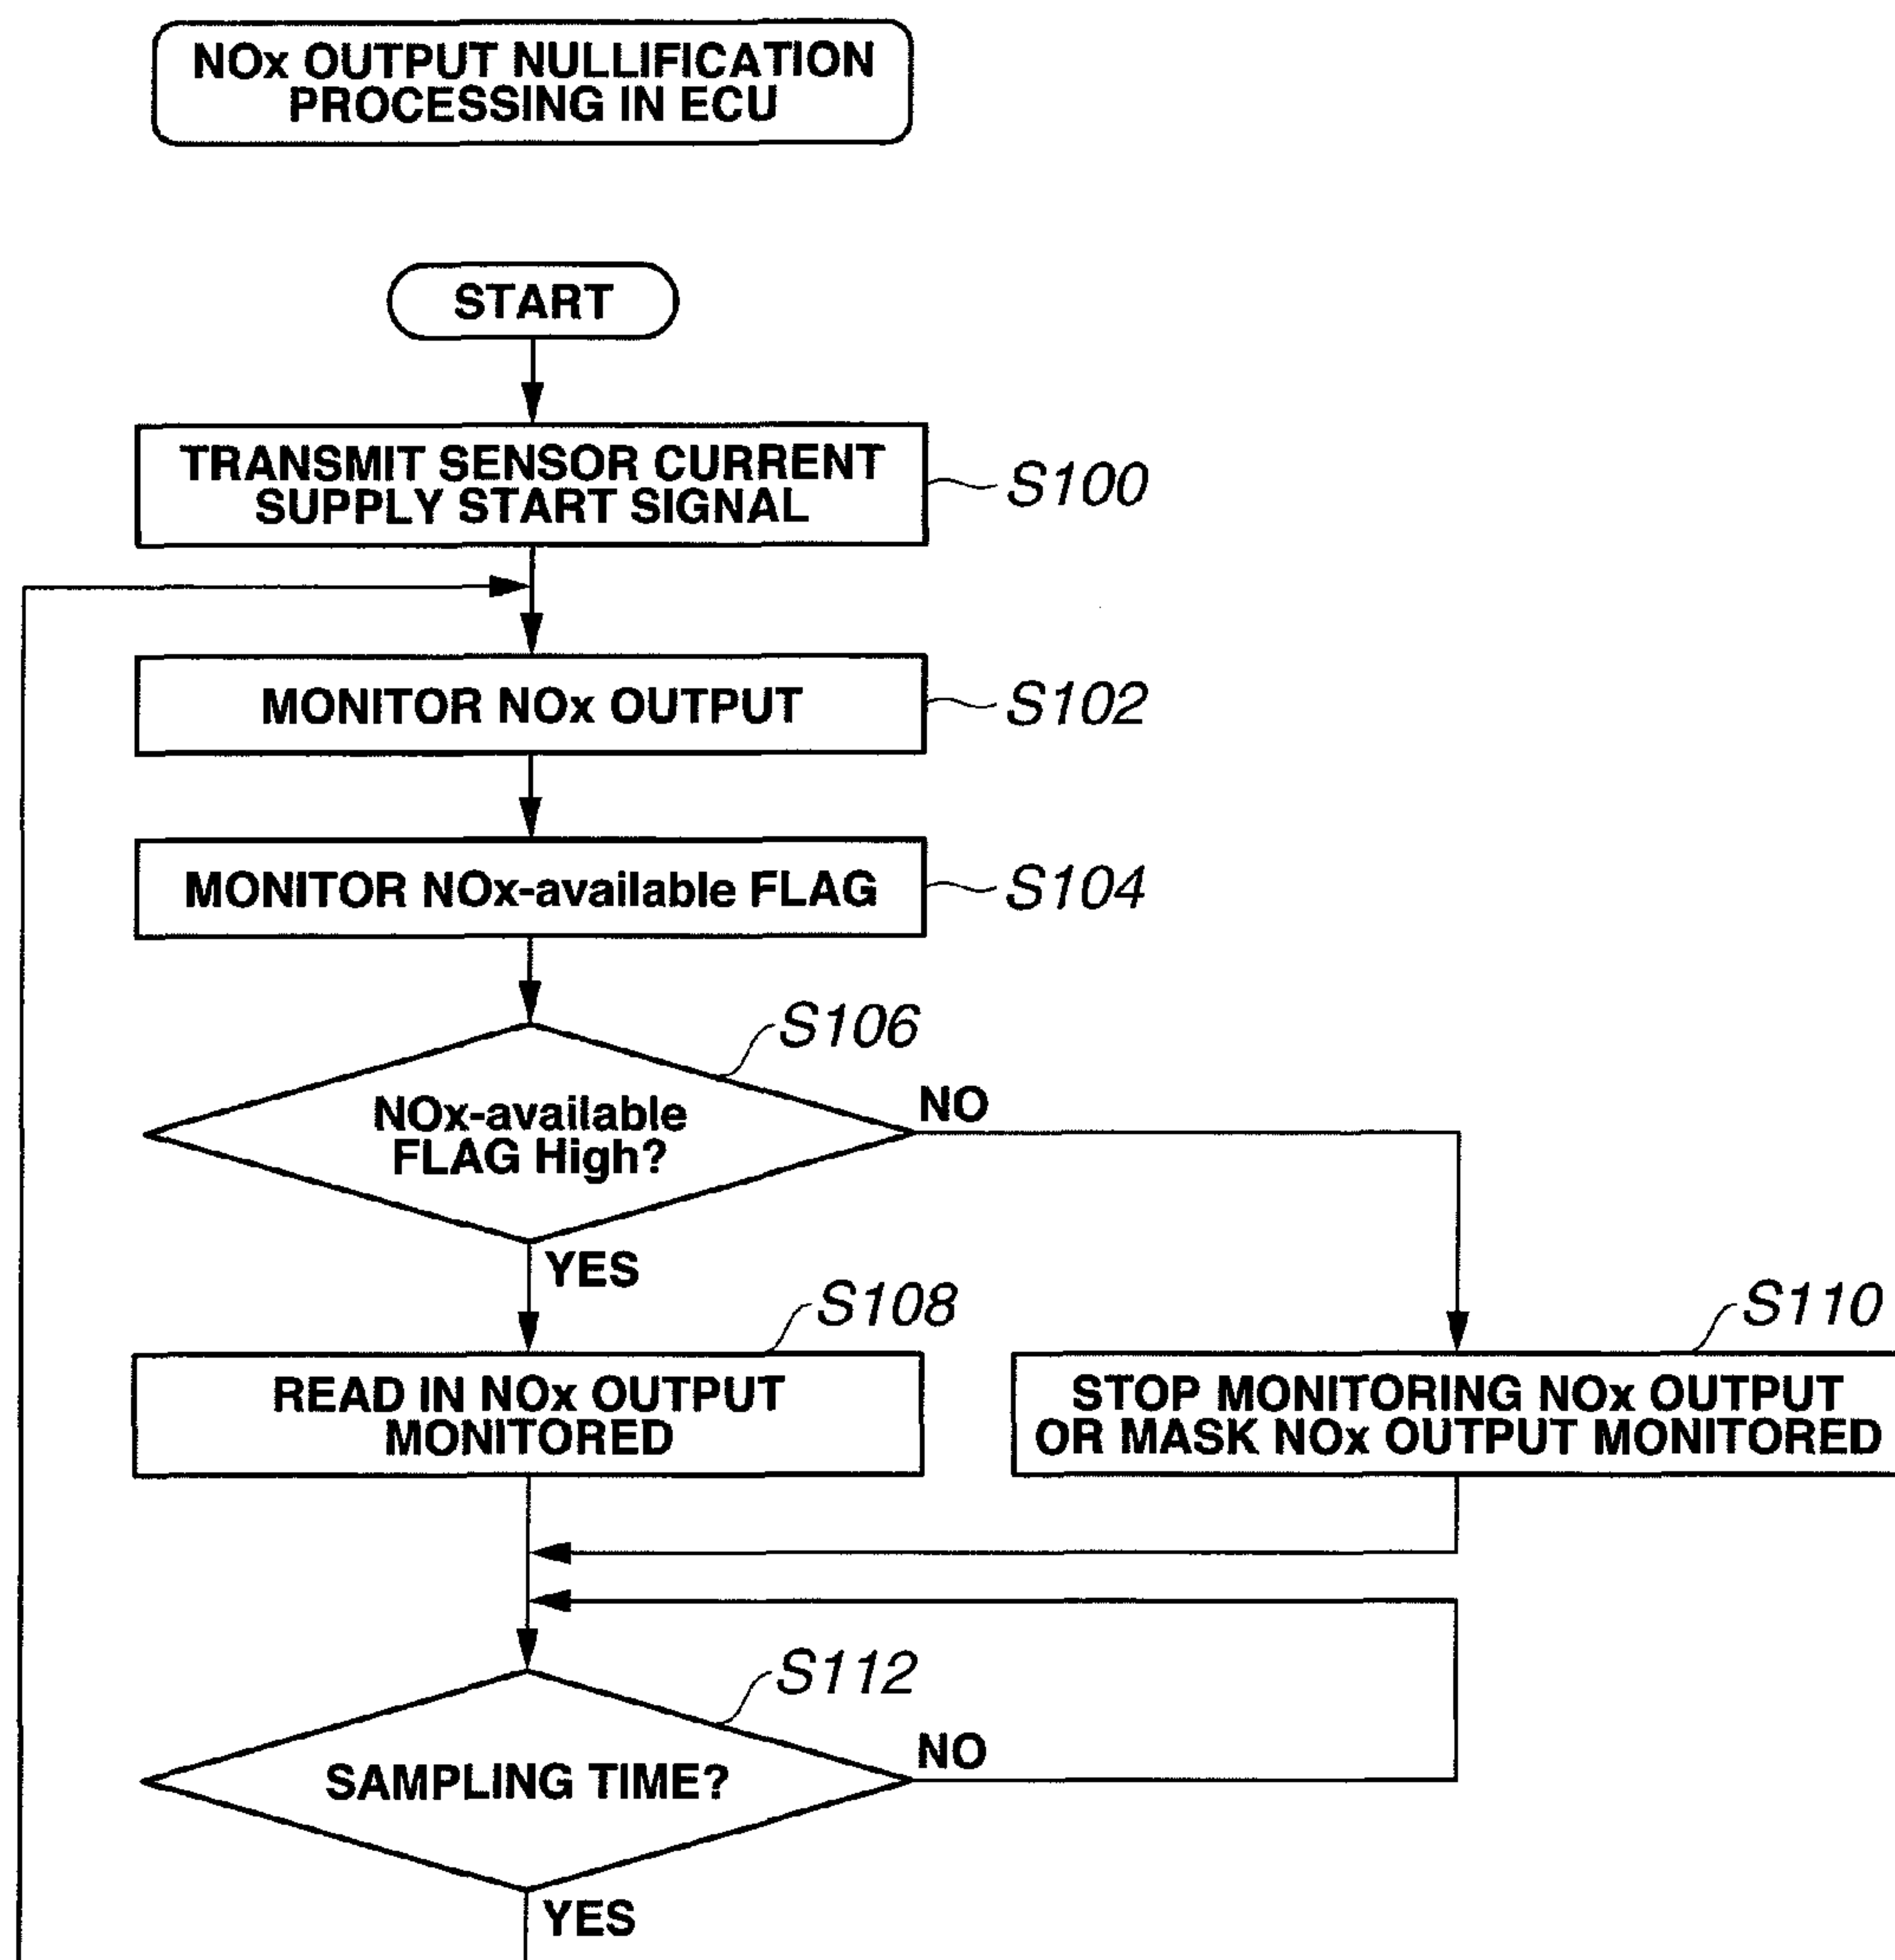 NOx OUTPUT NULLIFICATION
PROCESSING IN ECU
START
TRANSMIT SENSOR CURRENT
SUPPLY START SIGNAL
S100
MONITOR NOx OUTPUT
S102
MONITOR NOx-available FLAG
S104
S106
NOx-available
FLAG High?
NO
YES
S108
READ IN NOx OUTPUT
MONITORED
S110
STOP MONITORING NOx OUTPUT
OR MASK NOx OUTPUT MONITORED
S112
SAMPLING TIME?
NO
YES